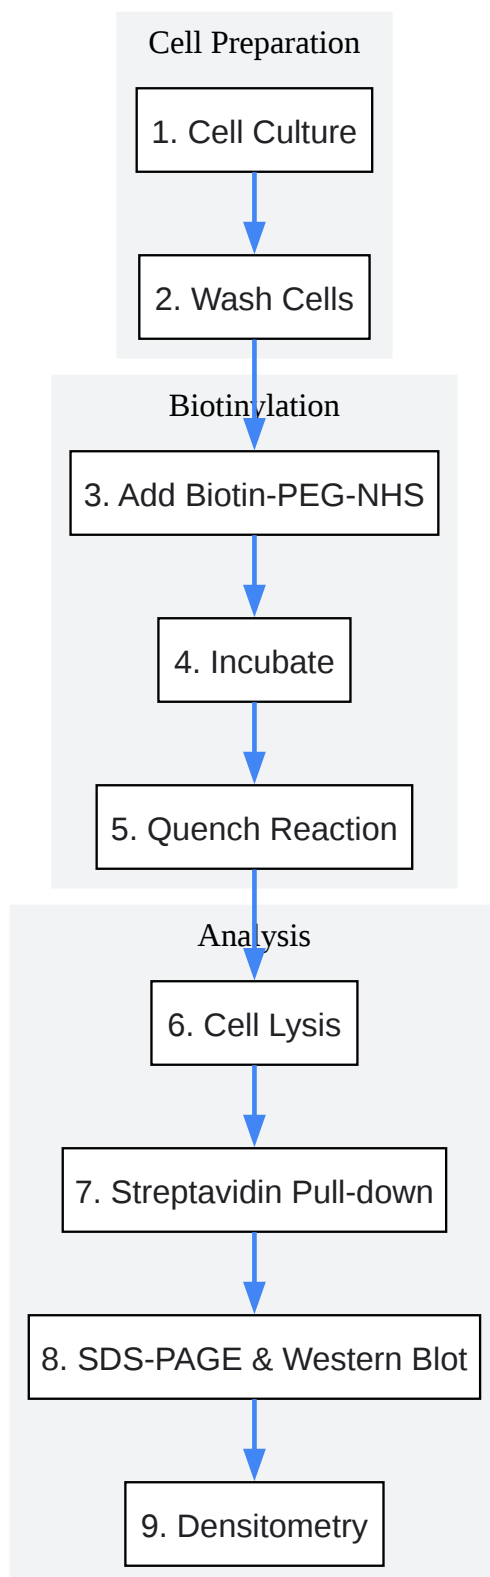 Cell Preparation
1. Cell Culture
2. Wash Cells
Biotinylation
3. Add Biotin-PEG-NHS
4. Incubate
5. Quench Reaction
Analysis
6. Cell Lysis
7. Streptavidin Pull-down
8. SDS-PAGE & Western Blot
9. Densitometry